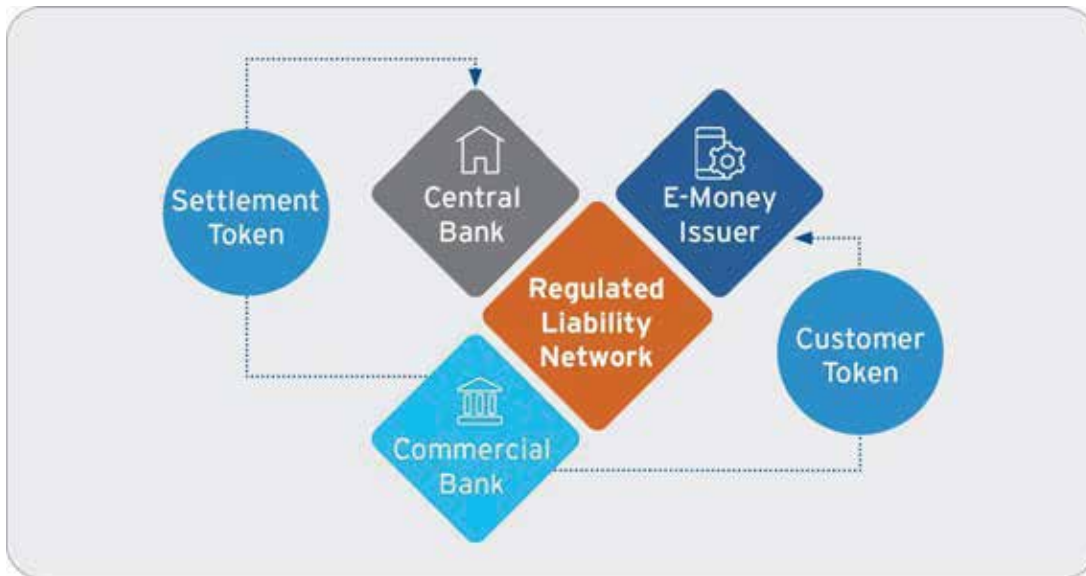 Settlement
Token
Central
Bank
E-Money
Issuer
Regulated
Liability
Network
Customer
Token
Commercial
Bank